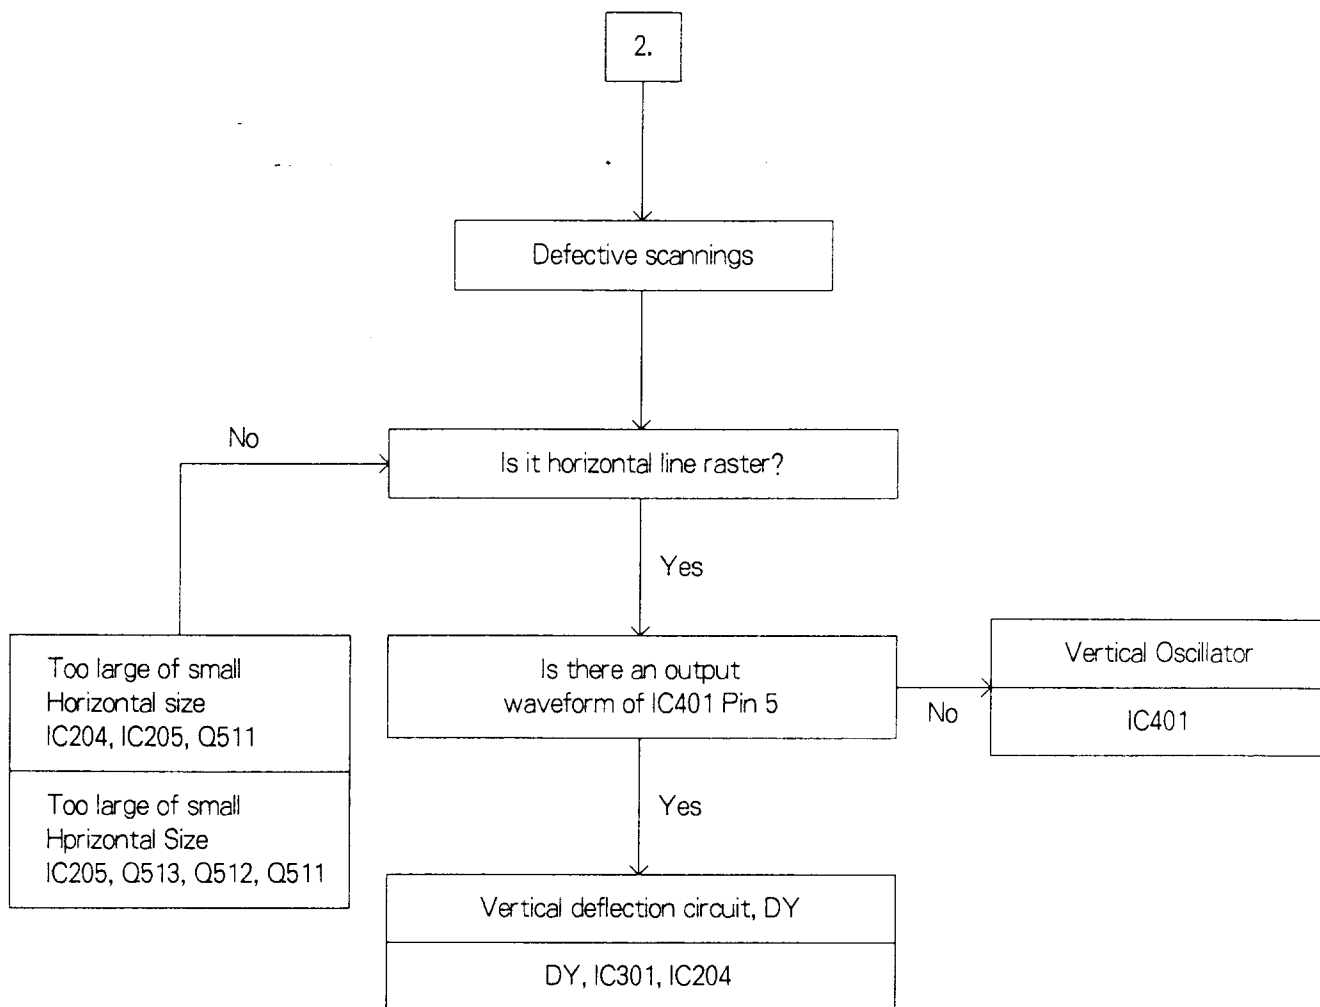 2.
Defective scannings
No
Is it horizontal line raster?
Yes
Too large of small
Horizontal size
IC204, IC205, Q511
Too large of small
Hprizontal Size
IC205, Q513, Q512, Q511
Is there an output
waveform of IC401 Pin 5
No
Vertical Oscillator
IC401
Yes
Vertical deflection circuit, DY
DY, IC301, IC204